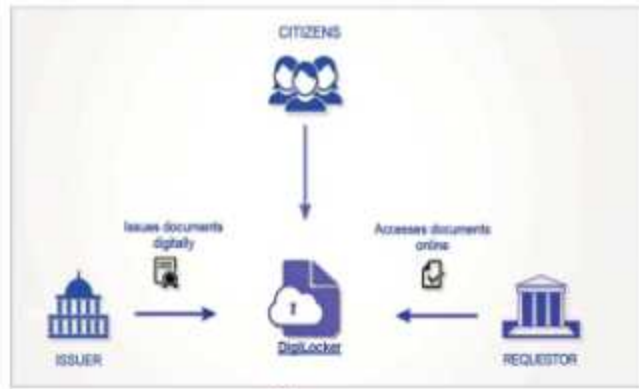 CITIZENS
Issues documents
digitally
Accesses documents
online
ISSUER
DigiLocker
REQUESTOR